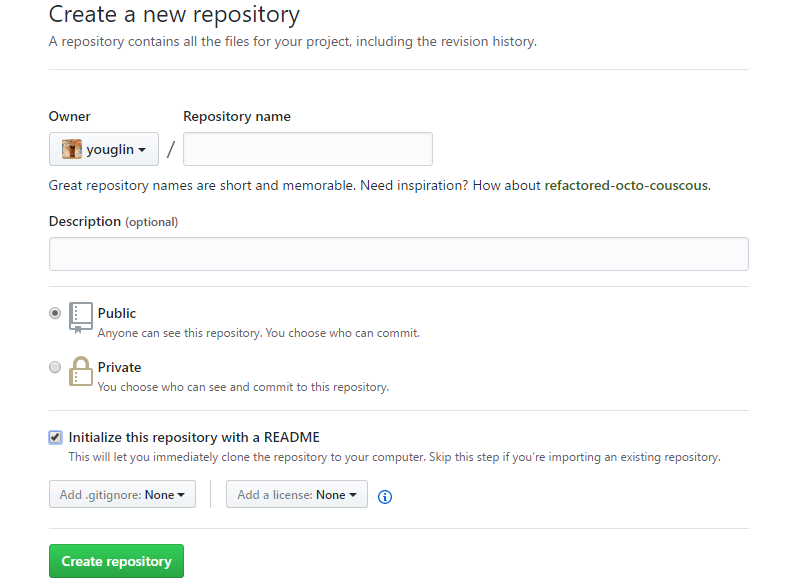 Create a new repository
A repository contains all the files for your project, including the revision history.
Owner Repository name
youglin /
Great repository names are short and memorable. Need inspiration? How about refactored-octo-couscous.
Description (optional)
Public
Anyone can see this repository. You choose who can commit.
Private
You choose who can see and commit to this repository.
Initialize this repository with a README
This will let you immediately clone the repository to your computer. Skip this step if you’re importing an existing repository.
Add .gitignore: None Add a license: None
Create repository